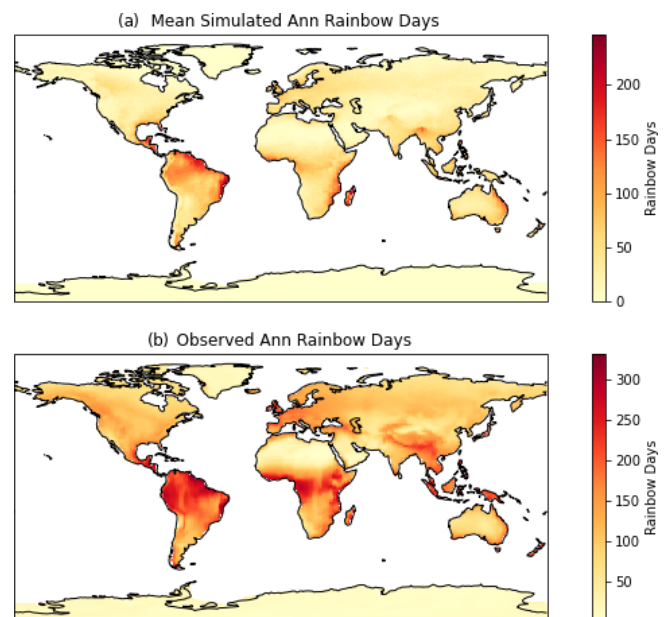 (a) Mean Simulated Ann Rainbow Days
200
150
100
50
0
Rainbow Days
(b) Observed Ann Rainbow Days
300
250
200
150
100
50
Rainbow Days